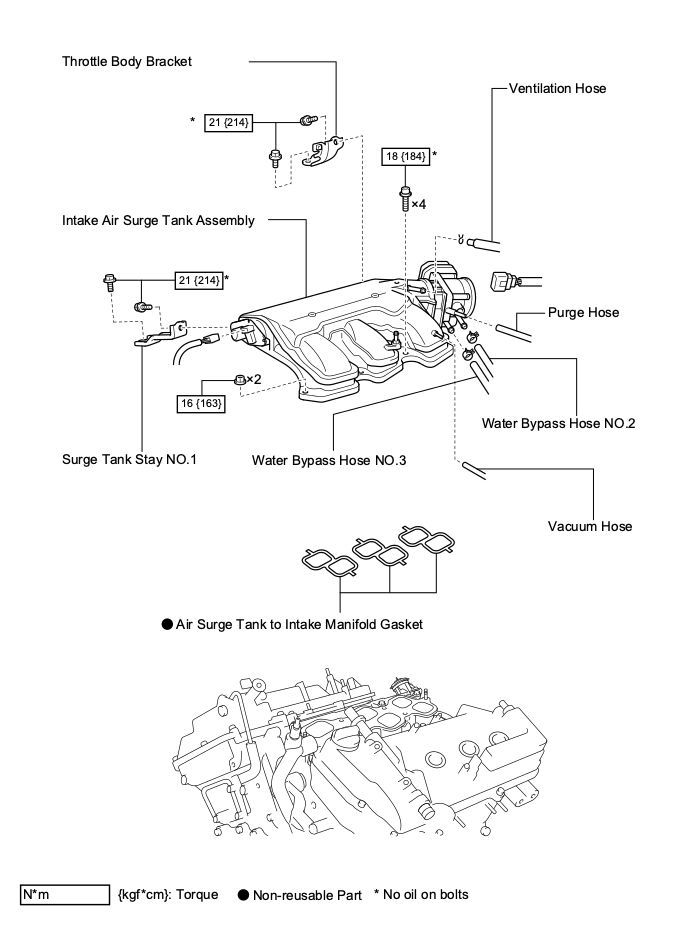 Throttle Body Bracket
Ventilation Hose
* 21 {214}
18 {184} *
×4
Intake Air Surge Tank Assembly
21 {214} *
Purge Hose
×2
16 {163}
Water Bypass Hose NO.2
Surge Tank Stay NO.1
Water Bypass Hose NO.3
Vacuum Hose
● Air Surge Tank to Intake Manifold Gasket
N*m {kgf*cm}: Torque ● Non-reusable Part * No oil on bolts